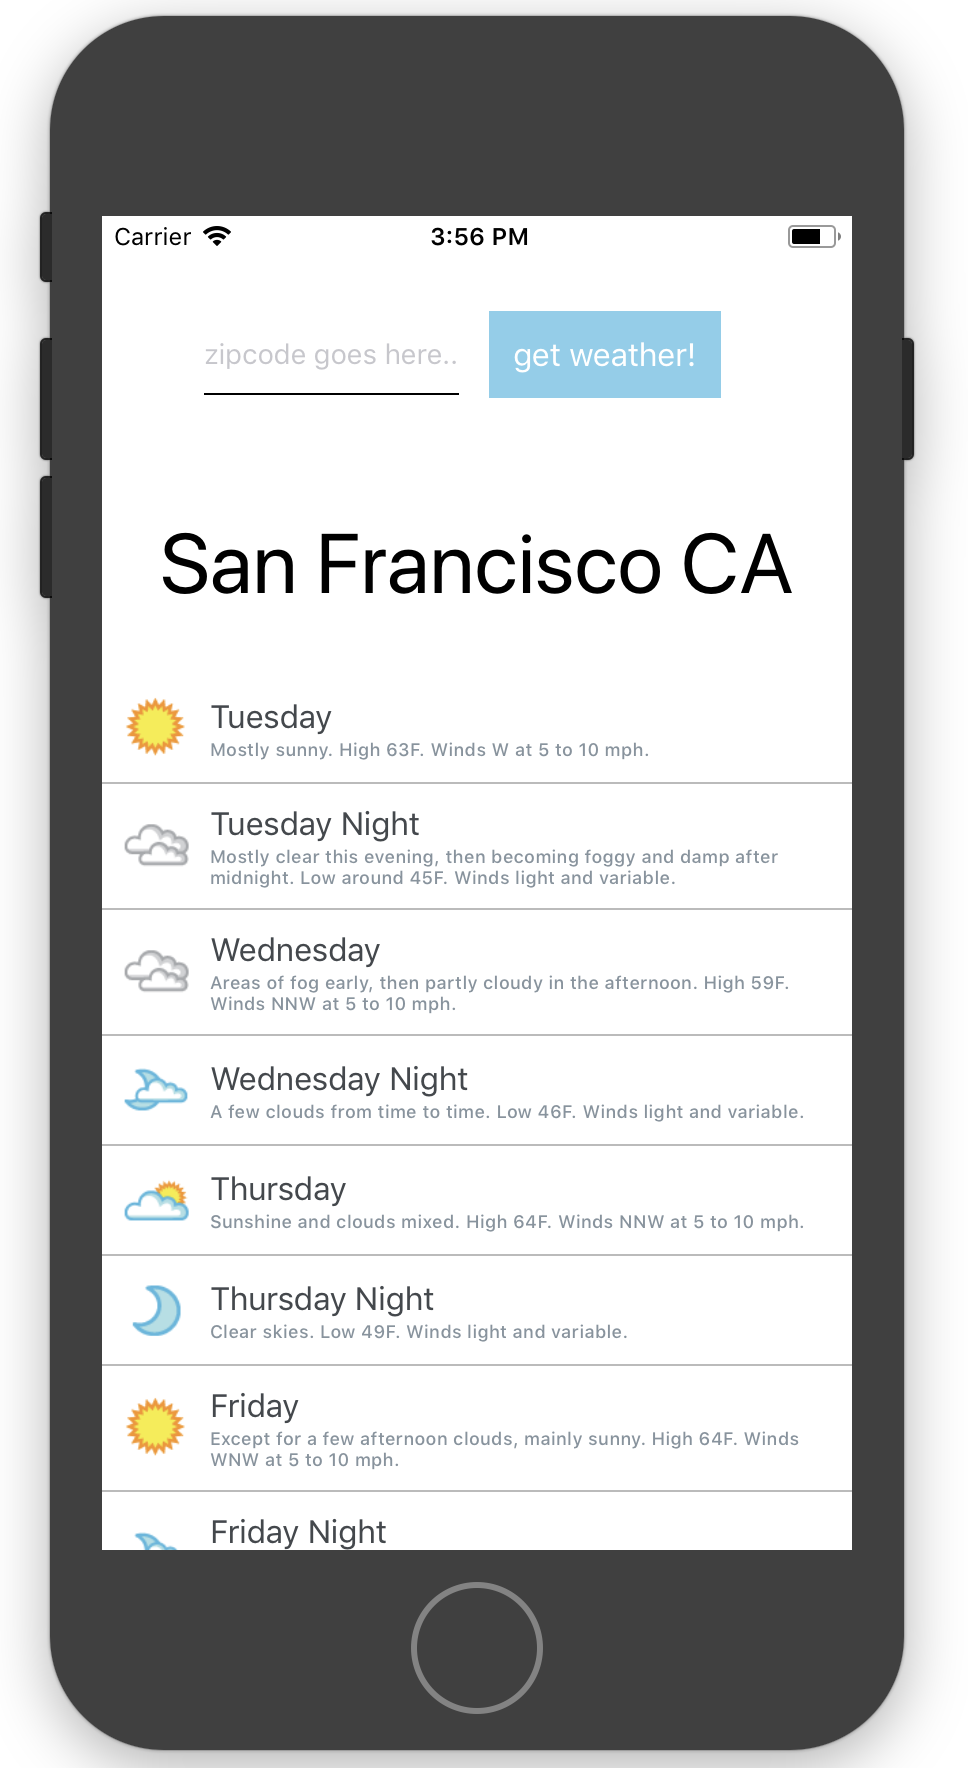 Carrier 3:56 PM
zipcode goes here.. get weather!
San Francisco CA
Tuesday
Mostly sunny. High 63F. Winds W at 5 to 10 mph.
Tuesday Night
Mostly clear this evening, then becoming foggy and damp after
midnight. Low around 45F. Winds light and variable.
Wednesday
Areas of fog early, then partly cloudy in the afternoon. High 59F.
Winds NNW at 5 to 10 mph.
Wednesday Night
A few clouds from time to time. Low 46F. Winds light and variable.
Thursday
Sunshine and clouds mixed. High 64F. Winds NNW at 5 to 10 mph.
Thursday Night
Clear skies. Low 49F. Winds light and variable.
Friday
Except for a few afternoon clouds, mainly sunny. High 64F. Winds
WNW at 5 to 10 mph.
Friday Night